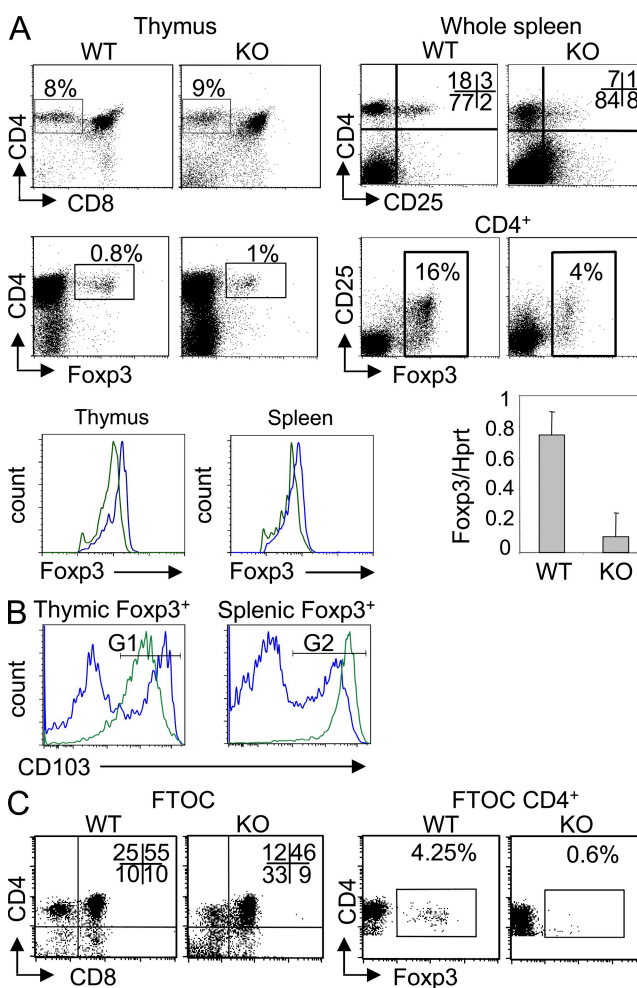 A
Thymus
Whole spleen
WT
KO
WT
KO
8%
9%
18 3
77 2
7 1
84 8
CD4
CD8
CD4
CD25
CD4+
0.8%
1%
16%
4%
CD4
Foxp3
CD25
Foxp3
Thymus
Spleen
count
Foxp3
count
Foxp3
Foxp3/Hprt
1
0.8
0.6
0.4
0.2
0
WT
KO
B
Thymic Foxp3+
Splenic Foxp3+
G1
G2
count
CD103
C
FTOC
FTOC CD4+
WT
KO
WT
KO
25 55
10 10
12 46
33 9
4.25%
0.6%
CD4
CD8
CD4
Foxp3